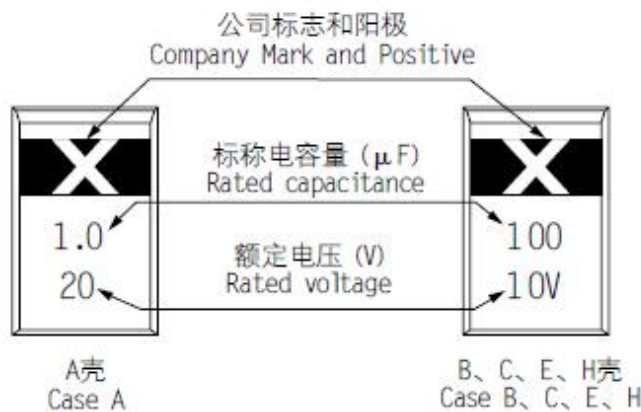 公司标志和阳极
Company Mark and Positive
标称电容量 (μF)
Rated capacitance
1.0
100
额定电压 (V)
Rated voltage
20
10V
A壳
Case A
B、C、E、H壳
Case B、C、E、H